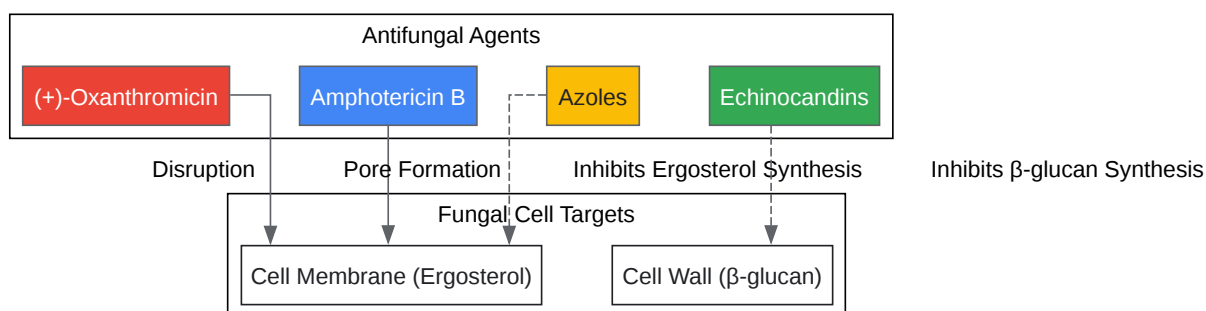 Antifungal Agents
(+)-Oxanthromicin
Amphotericin B
Azoles
Echinocandins
Disruption
Pore Formation
Inhibits Ergosterol Synthesis
Inhibits β-glucan Synthesis
Fungal Cell Targets
Cell Membrane (Ergosterol)
Cell Wall (β-glucan)